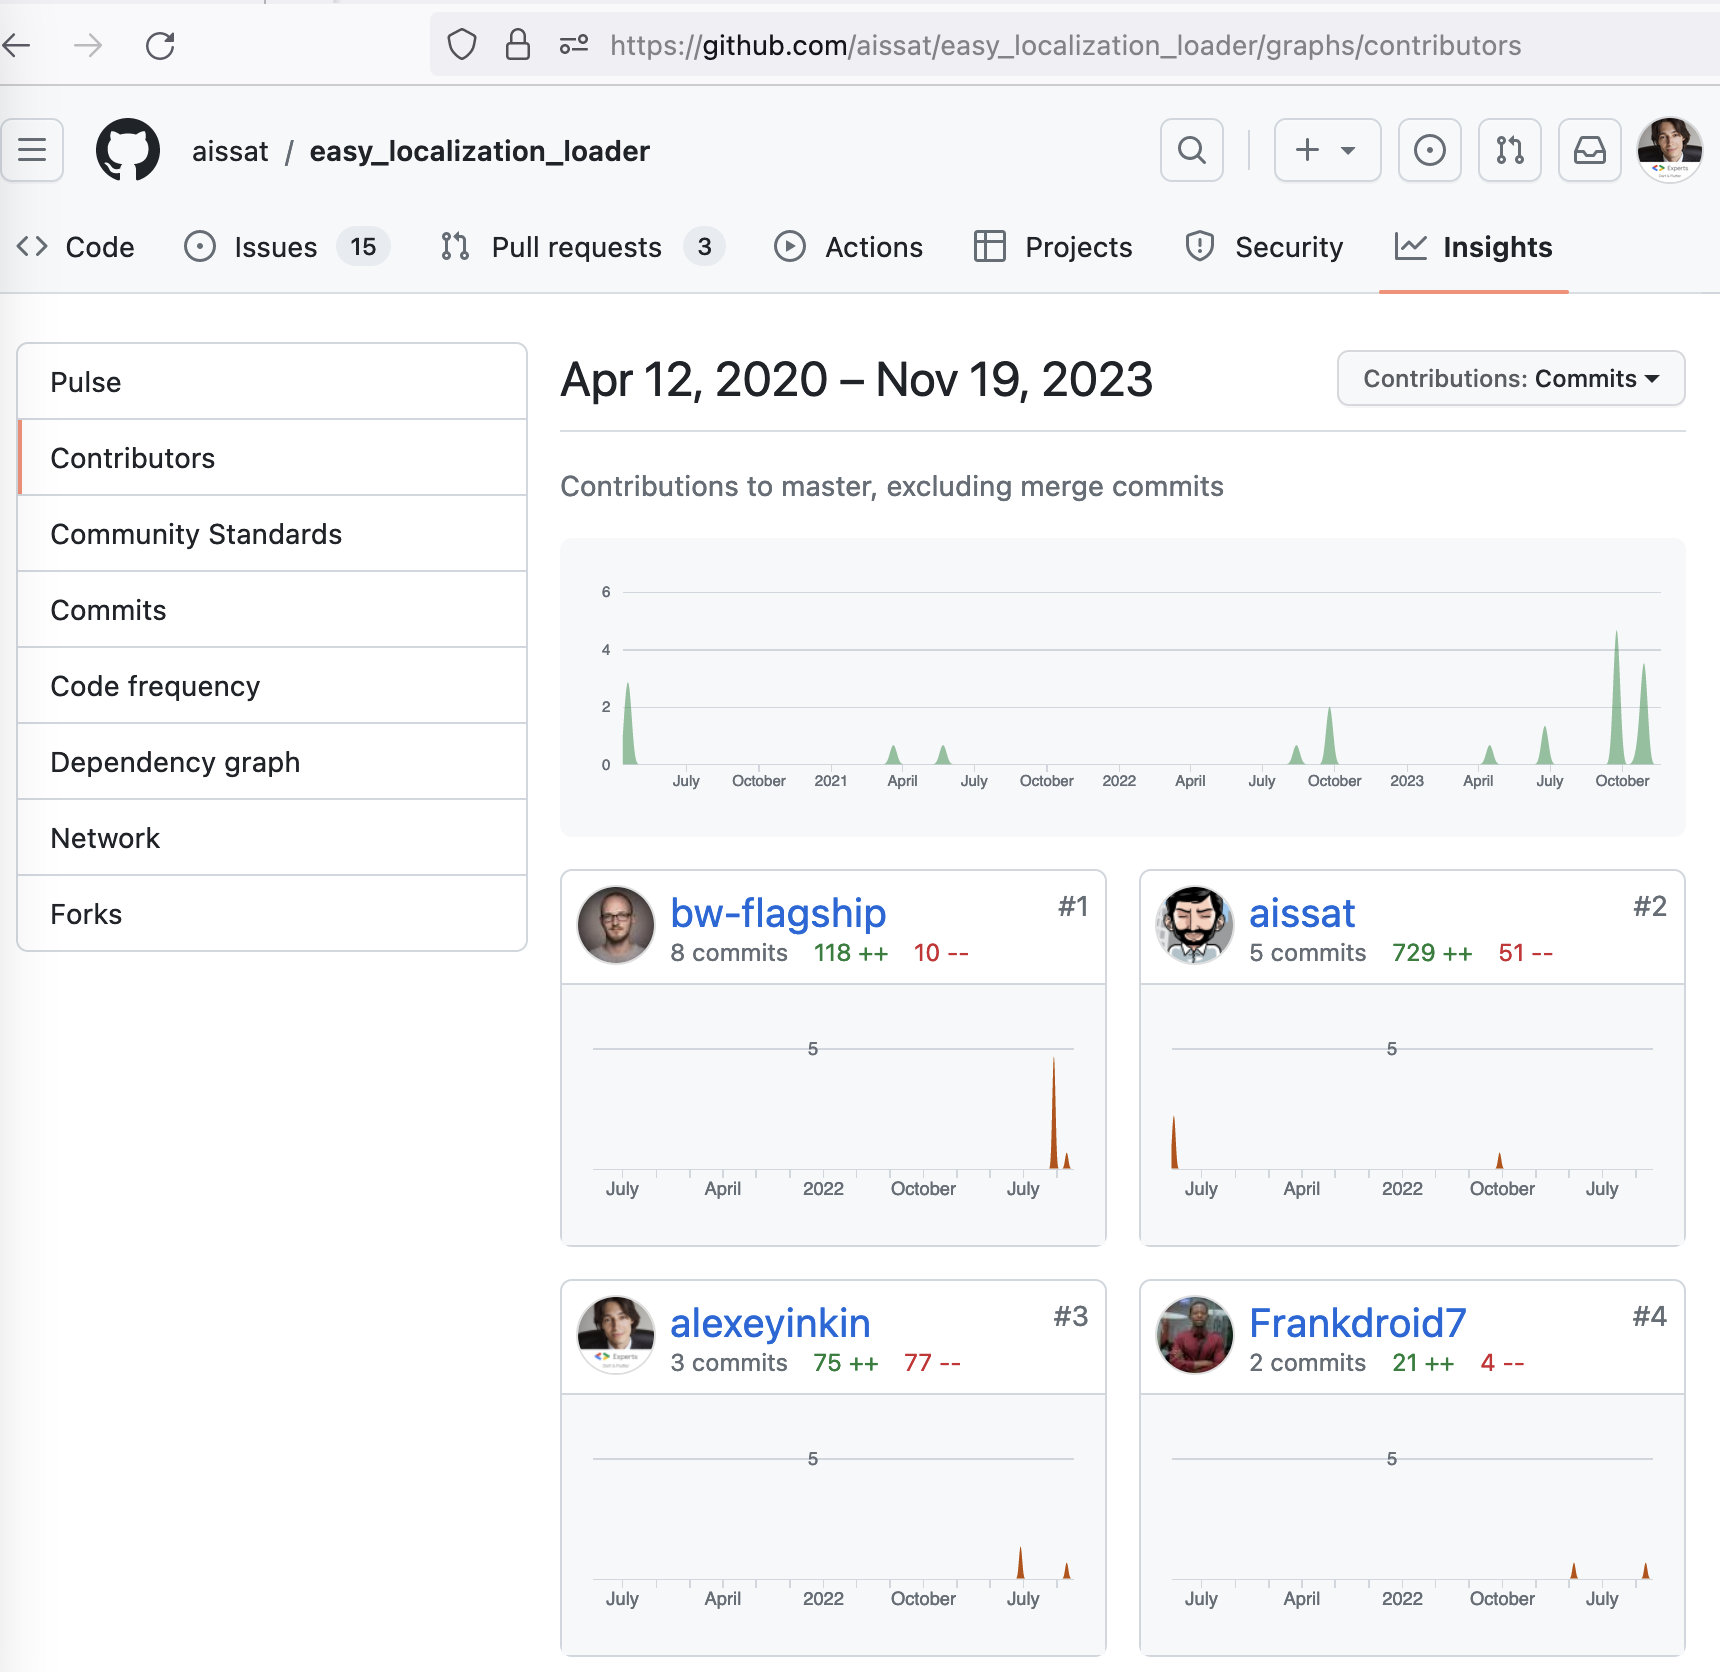 https://github.com/aissat/easy_localization_loader/graphs/contributors
aissat / easy_localization_loader
Code Issues 15 Pull requests 3 Actions Projects Security Insights
Pulse
Contributors
Community Standards
Commits
Code frequency
Dependency graph
Network
Forks
Apr 12, 2020 – Nov 19, 2023
Contributions: Commits
Contributions to master, excluding merge commits
6
4
2
0
July October 2021 April July October 2022 April July October 2023 April July October
bw-flagship #1
8 commits 118 ++ 10 --
5
July April 2022 October July
aissat #2
5 commits 729 ++ 51 --
5
July April 2022 October July
alexeyinkin #3
3 commits 75 ++ 77 --
Experts
5
July April 2022 October July
Frankdroid7 #4
2 commits 21 ++ 4 --
5
July April 2022 October July